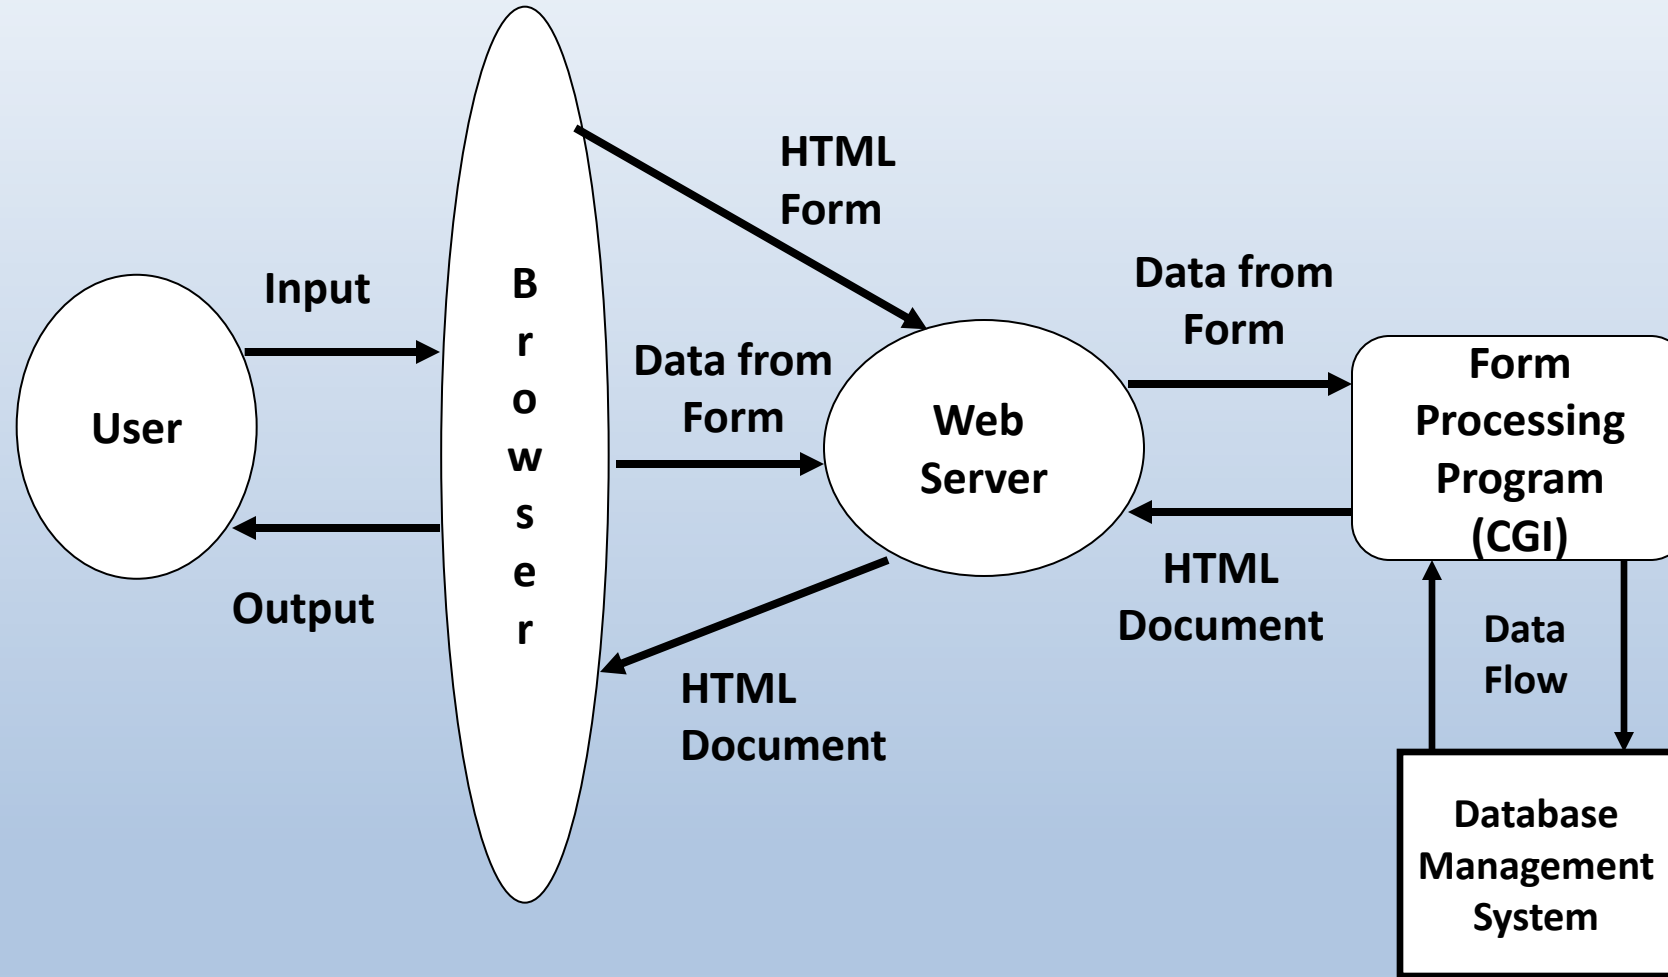 User
Input
Output
B
r
o
w
s
e
r
HTML
Form
Data from
Form
HTML
Document
Web
Server
Data from
Form
HTML
Document
Form
Processing
Program
(CGI)
Data
Flow
Database
Management
System